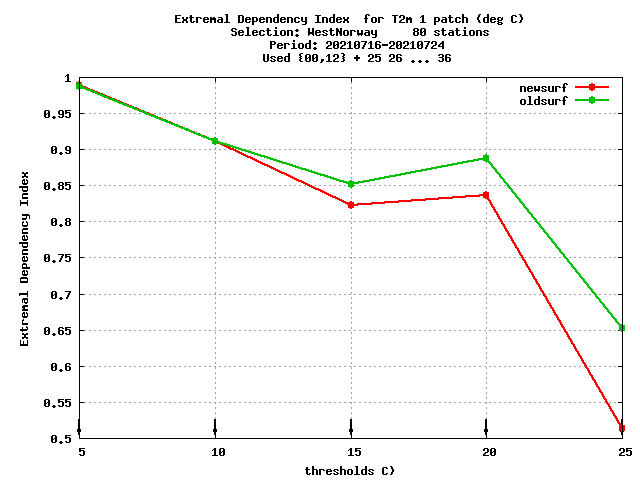 Extremal Dependency Index  for T2m 1 patch (deg C)
Selection: WestNorway     80 stations
Period: 20210716-20210724
Used {00,12} + 25 26 ... 36
newsurf
oldsurf
1
0.95
0.9
0.85
0.8
0.75
0.7
0.65
0.6
0.55
0.5
Extremal Dependency Index
5 10 15 20 25
thresholds C)